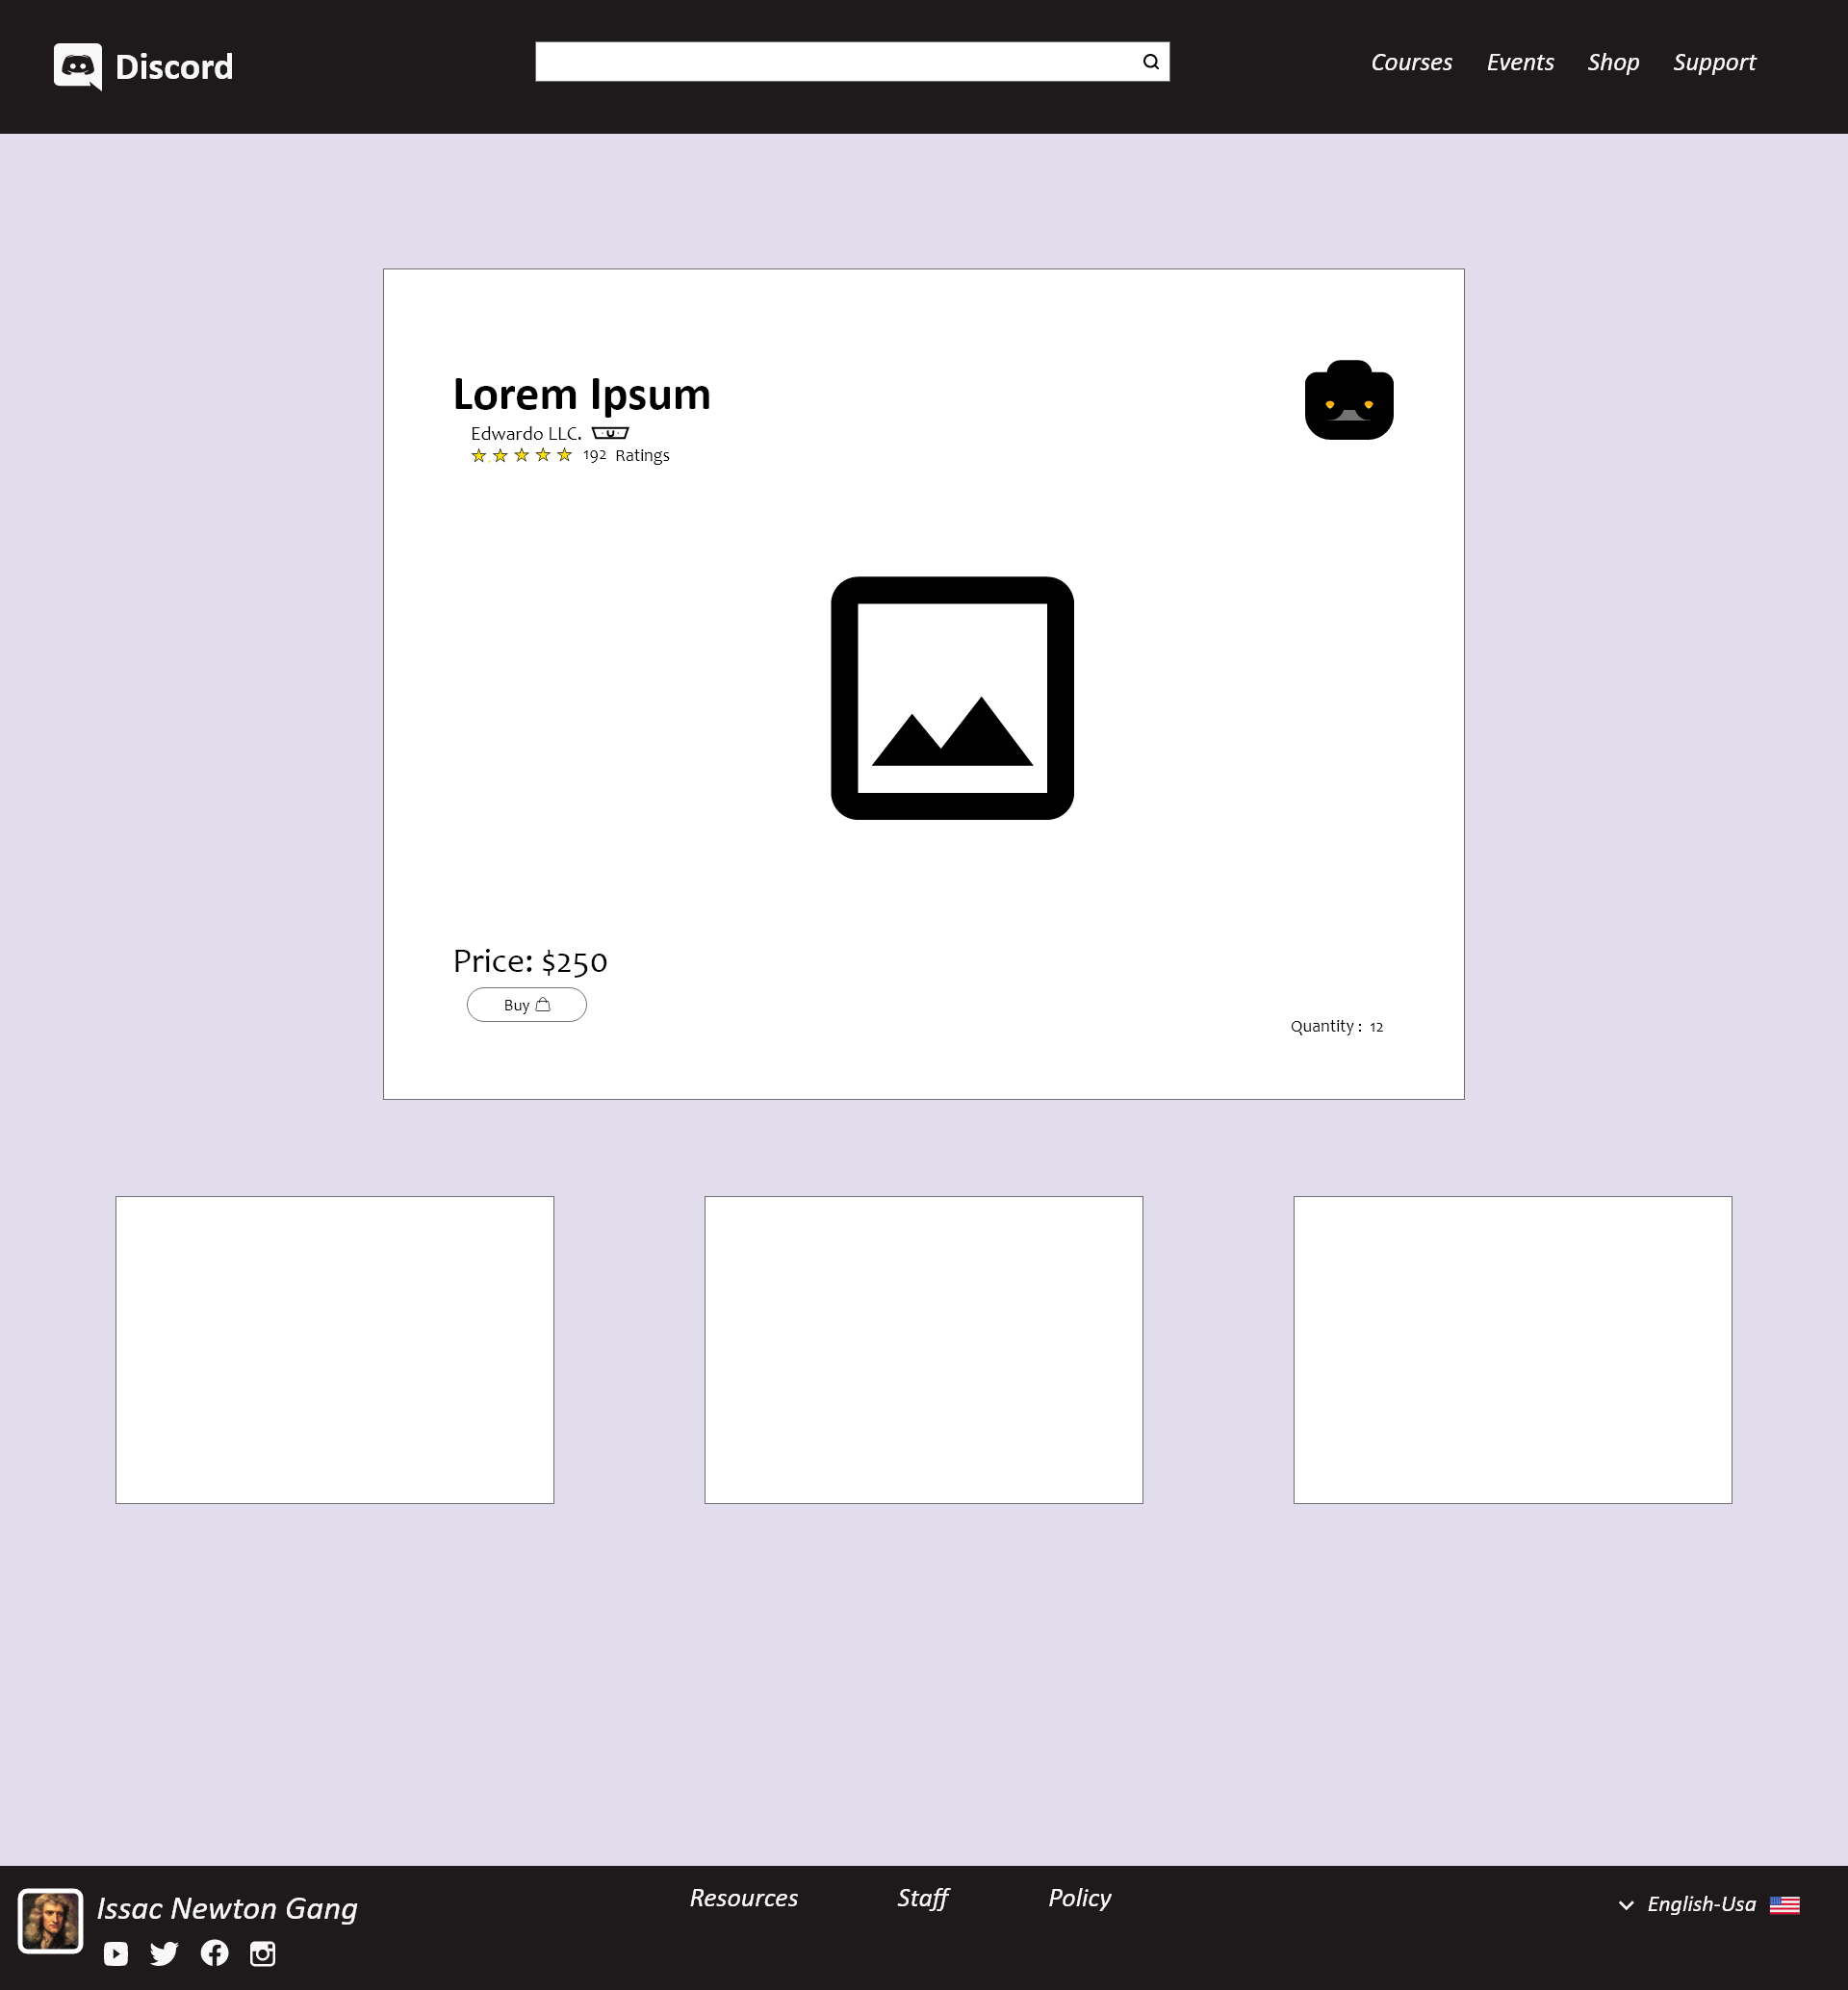 Discord
Courses Events Shop Support
Lorem Ipsum
Edwardo LLC.
192 Ratings
Price: $250
Buy
Quantity : 12
Issac Newton Gang
Resources Staff Policy
English-Usa